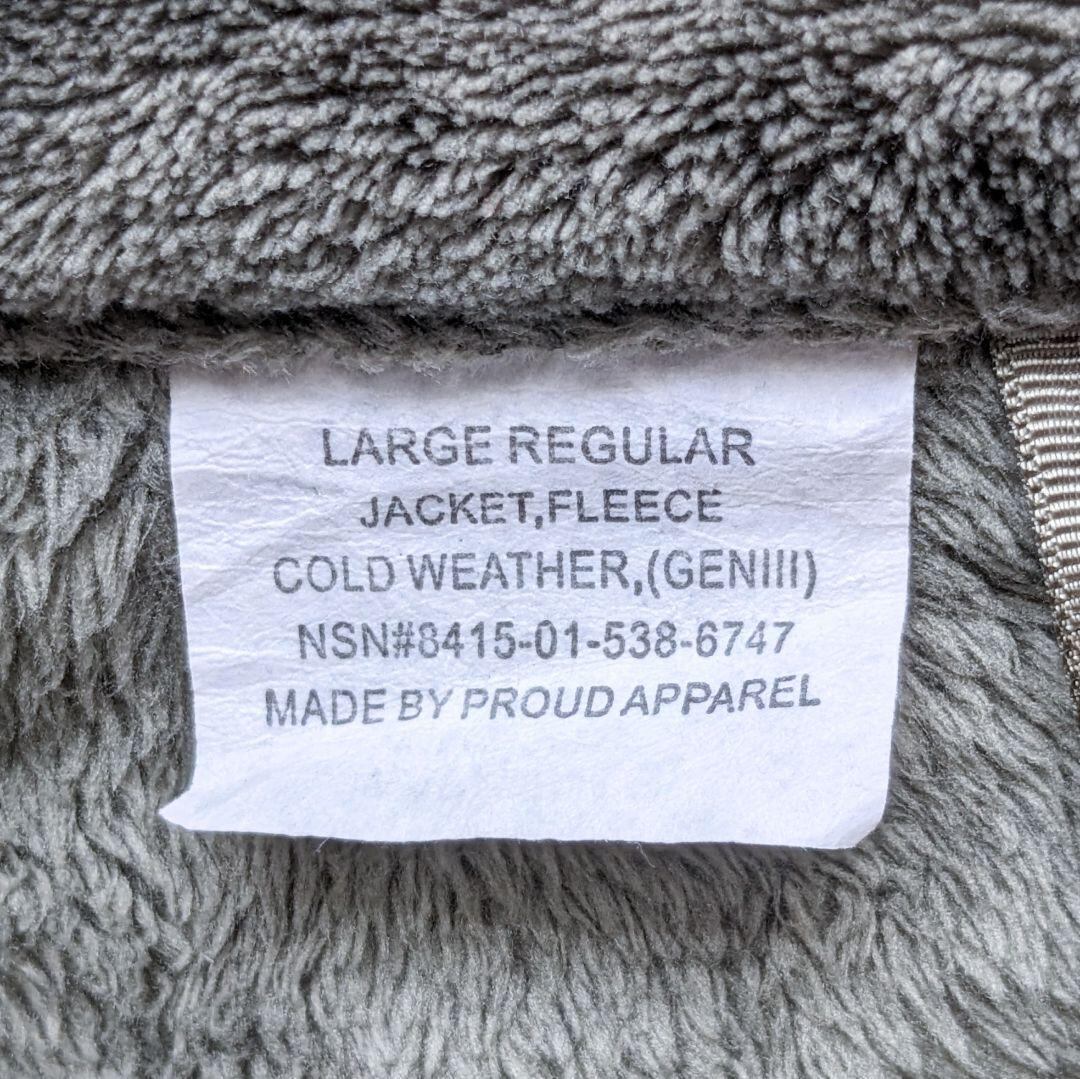 LARGE REGULAR
JACKET,FLEECE
COLD WEATHER,(GENIII)
NSN#8415-01-538-6747
MADE BY PROUD APPAREL